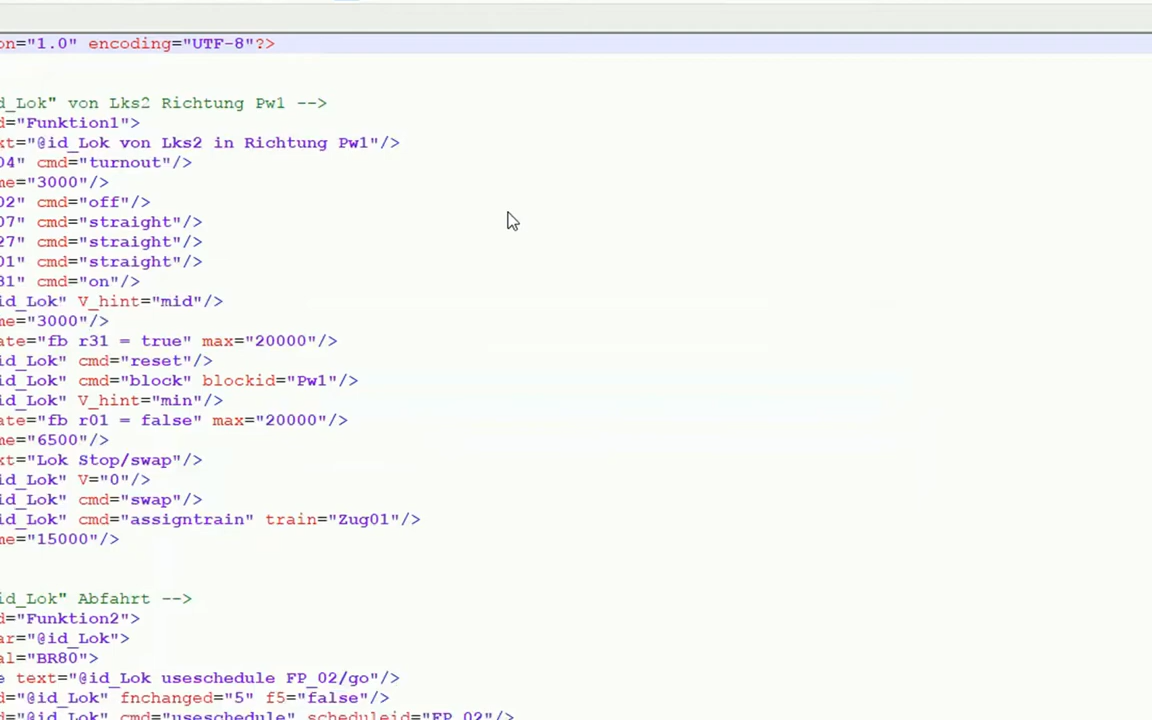 on="1.0" encoding="UTF-8"?>
d_Lok" von Lks2 Richtung Pw1 -->
d="Funktion1">
xt="@id_Lok von Lks2 in Richtung Pw1"/>
04" cmd="turnout"/>
me="3000"/>
02" cmd="off"/>
07" cmd="straight"/>
27" cmd="straight"/>
01" cmd="straight"/>
31" cmd="on"/>
id_Lok" V_hint="mid"/>
me="3000"/>
ate="fb r31 = true" max="20000"/>
id_Lok" cmd="reset"/>
id_Lok" cmd="block" blockid="Pw1"/>
id_Lok" V_hint="min"/>
ate="fb r01 = false" max="20000"/>
me="6500"/>
xt="Lok Stop/swap"/>
id_Lok" V="0"/>
id_Lok" cmd="swap"/>
id_Lok" cmd="assigntrain" train="Zug01"/>
me="15000"/>
id_Lok" Abfahrt -->
d="Funktion2">
ar="@id_Lok">
al="BR80">
e text="@id_Lok useschedule FP_02/go"/>
d="@id_Lok" fnchanged="5" f5="false"/>
d="@id_Lok" cmd="useschedule" scheduleid="FP_02"/>